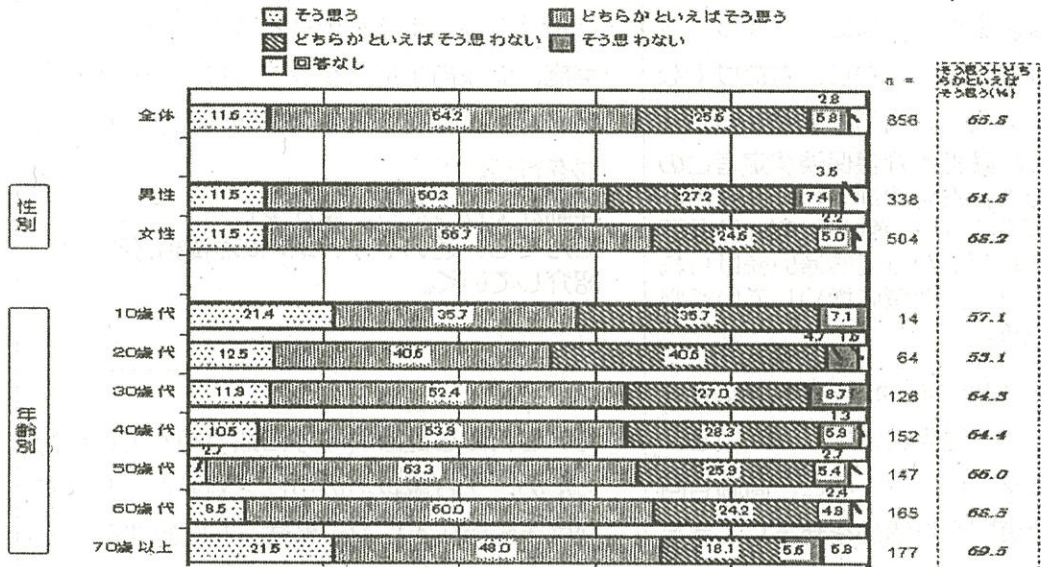 そう思う どちらかといえばそう思う
どちらかといえばそう思わない そう思わない
回答なし
n = そう思う+どちらかといえばそう思う(%)
2.8
全体 11.6 54.2 25.6 5.8 856 65.8
3.6
男性 11.5 50.3 27.2 7.4 338 61.8
性別
2.2
女性 11.5 56.7 24.6 5.0 504 68.2
10歳代 21.4 35.7 35.7 7.1 14 57.1
4.7 1.6
20歳代 12.5 40.6 40.6 64 53.1
30歳代 11.9 52.4 27.0 8.7 126 64.3
1.3
年齢別
40歳代 10.5 53.9 28.3 5.9 152 64.4
2.7 2.7
50歳代 63.3 25.9 5.4 147 66.0
2.4
60歳代 8.5 60.0 24.2 4.8 165 68.5
70歳以上 21.5 48.0 18.1 5.6 6.8 177 69.5